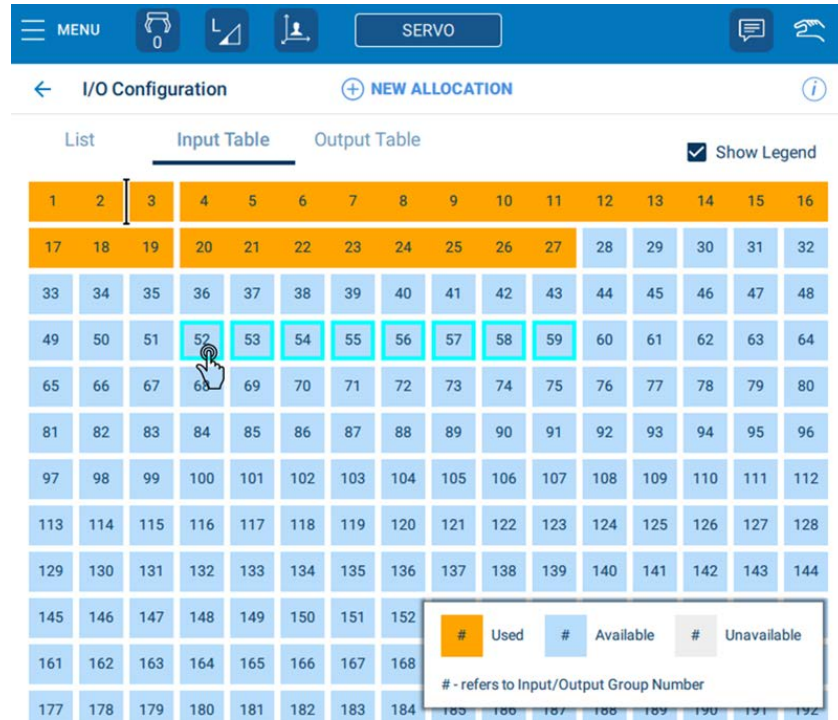 MENU 0 L SERVO
I/O Configuration NEW ALLOCATION i
List Input Table Output Table Show Legend
1 2 3 4 5 6 7 8 9 10 11 12 13 14 15 16
17 18 19 20 21 22 23 24 25 26 27 28 29 30 31 32
33 34 35 36 37 38 39 40 41 42 43 44 45 46 47 48
49 50 51 52 53 54 55 56 57 58 59 60 61 62 63 64
65 66 67 68 69 70 71 72 73 74 75 76 77 78 79 80
81 82 83 84 85 86 87 88 89 90 91 92 93 94 95 96
97 98 99 100 101 102 103 104 105 106 107 108 109 110 111 112
113 114 115 116 117 118 119 120 121 122 123 124 125 126 127 128
129 130 131 132 133 134 135 136 137 138 139 140 141 142 143 144
145 146 147 148 149 150 151 152
# Used # Available # Unavailable
161 162 163 164 165 166 167 168
# - refers to Input/Output Group Number
177 178 179 180 181 182 183 184 185 186 187 188 189 190 191 192